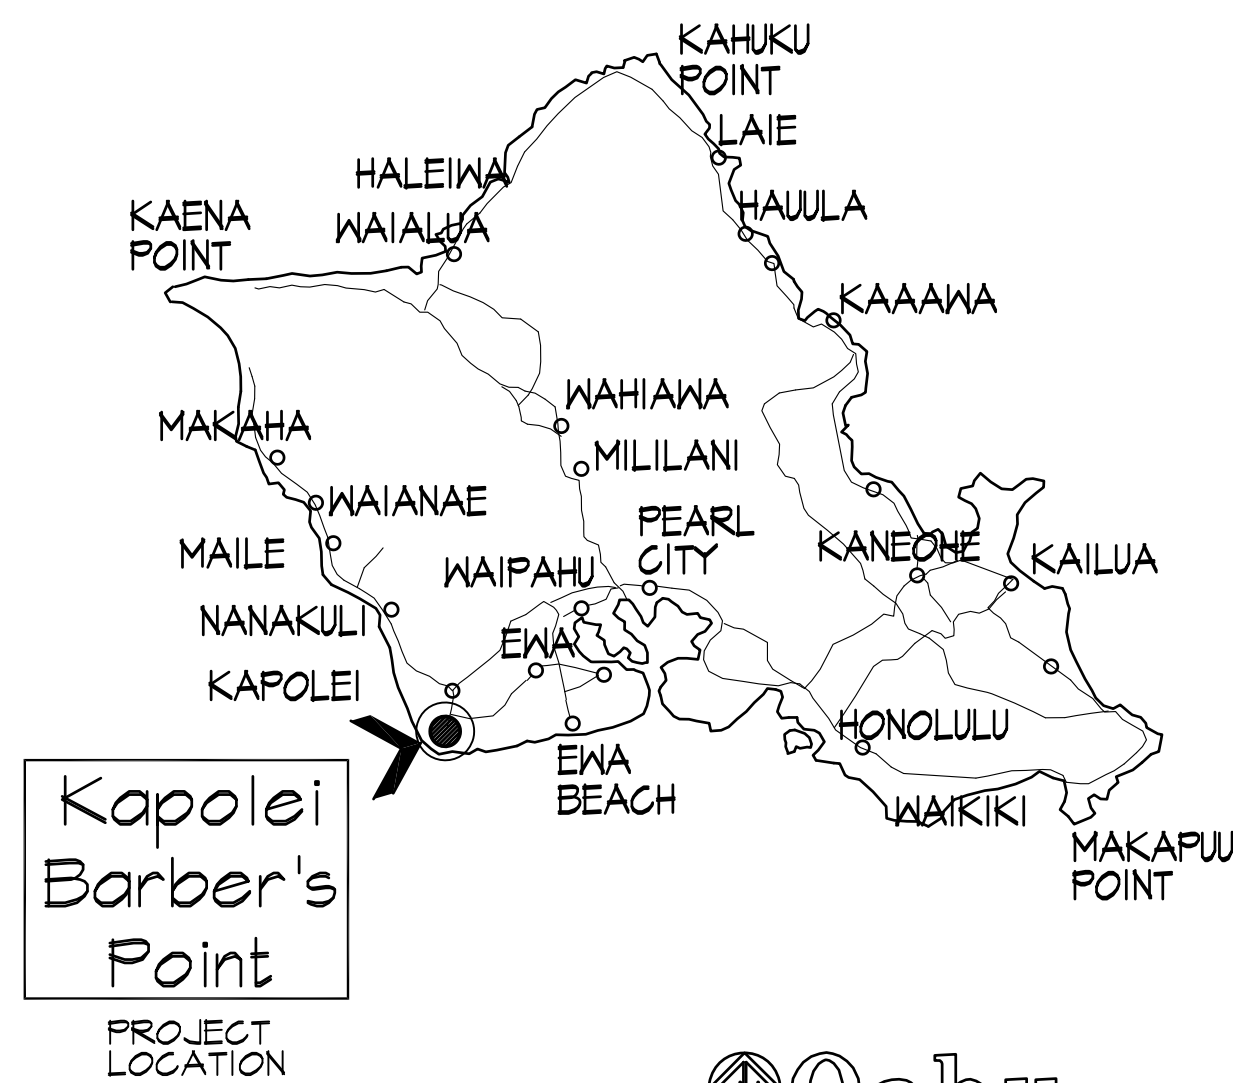 KAHUKU
POINT
LAIE
HALEIWA
HAUULA
KAENA
POINT
WAIALUA
KAAAWA
WAHIAWA
MAKAHA
MILILANI
WAIANAE
PEARL
CITY
MAILE
KANEOHE
KAILUA
WAIPAHU
NANAKULI
EWA
KAPOLEI
HONOLULU
EWA
BEACH
WAIKIKI
MAKAPUU
POINT
Kapolei
Barber's
Point
PROJECT
LOCATION